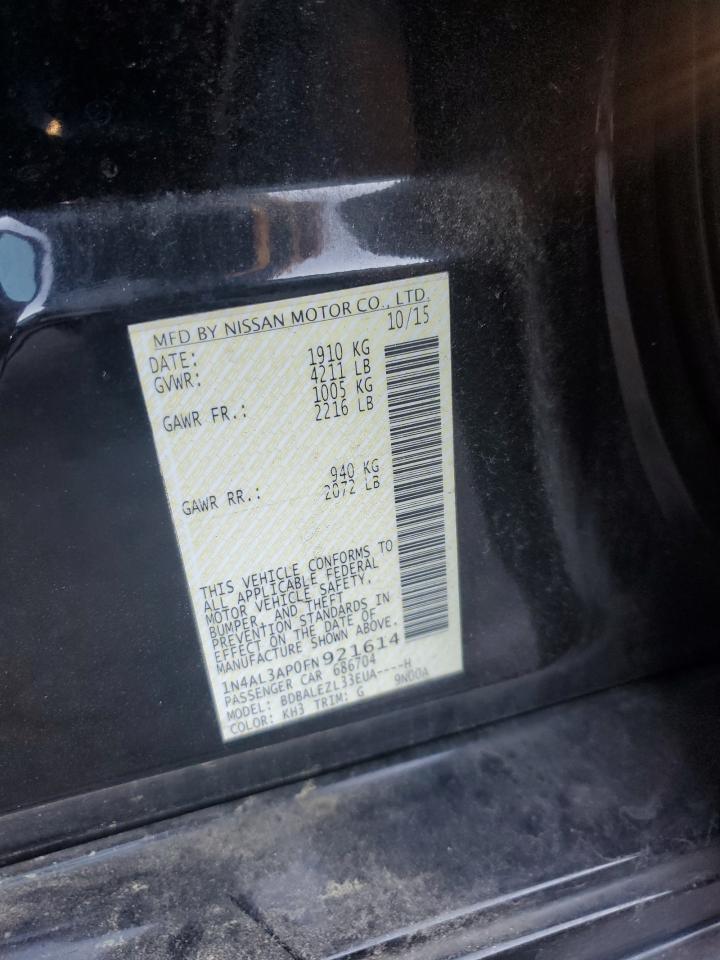 MFD BY NISSAN MOTOR CO., LTD.
DATE: 10/15
GVWR: 1910 KG
4211 LB
GAWR FR.: 1005 KG
2216 LB
GAWR RR.: 940 KG
2072 LB
THIS VEHICLE CONFORMS TO
ALL APPLICABLE FEDERAL
MOTOR VEHICLE SAFETY,
BUMPER, AND THEFT
PREVENTION STANDARDS IN
EFFECT ON THE DATE OF
MANUFACTURE SHOWN ABOVE.
1N4AL3AP0FN921614
PASSENGER CAR 686704
MODEL: BDBALEZL33EUA----H
COLOR: KH3 TRIM: G 9N00A